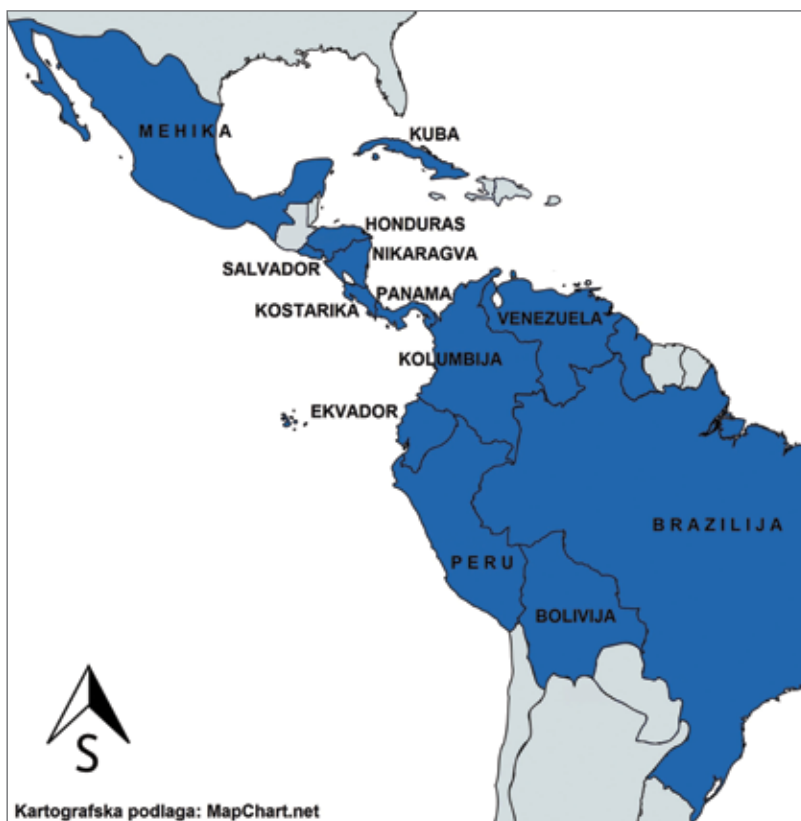 MEHIKA
KUBA
HONDURAS
NIKARAGVA
SALVADOR
PANAMA
KOSTARIKA
VENEZUELA
KOLUMBIJA
EKVADOR
BRAZILIJA
PERU
BOLIVIJA
S
Kartografska podlaga: MapChart.net